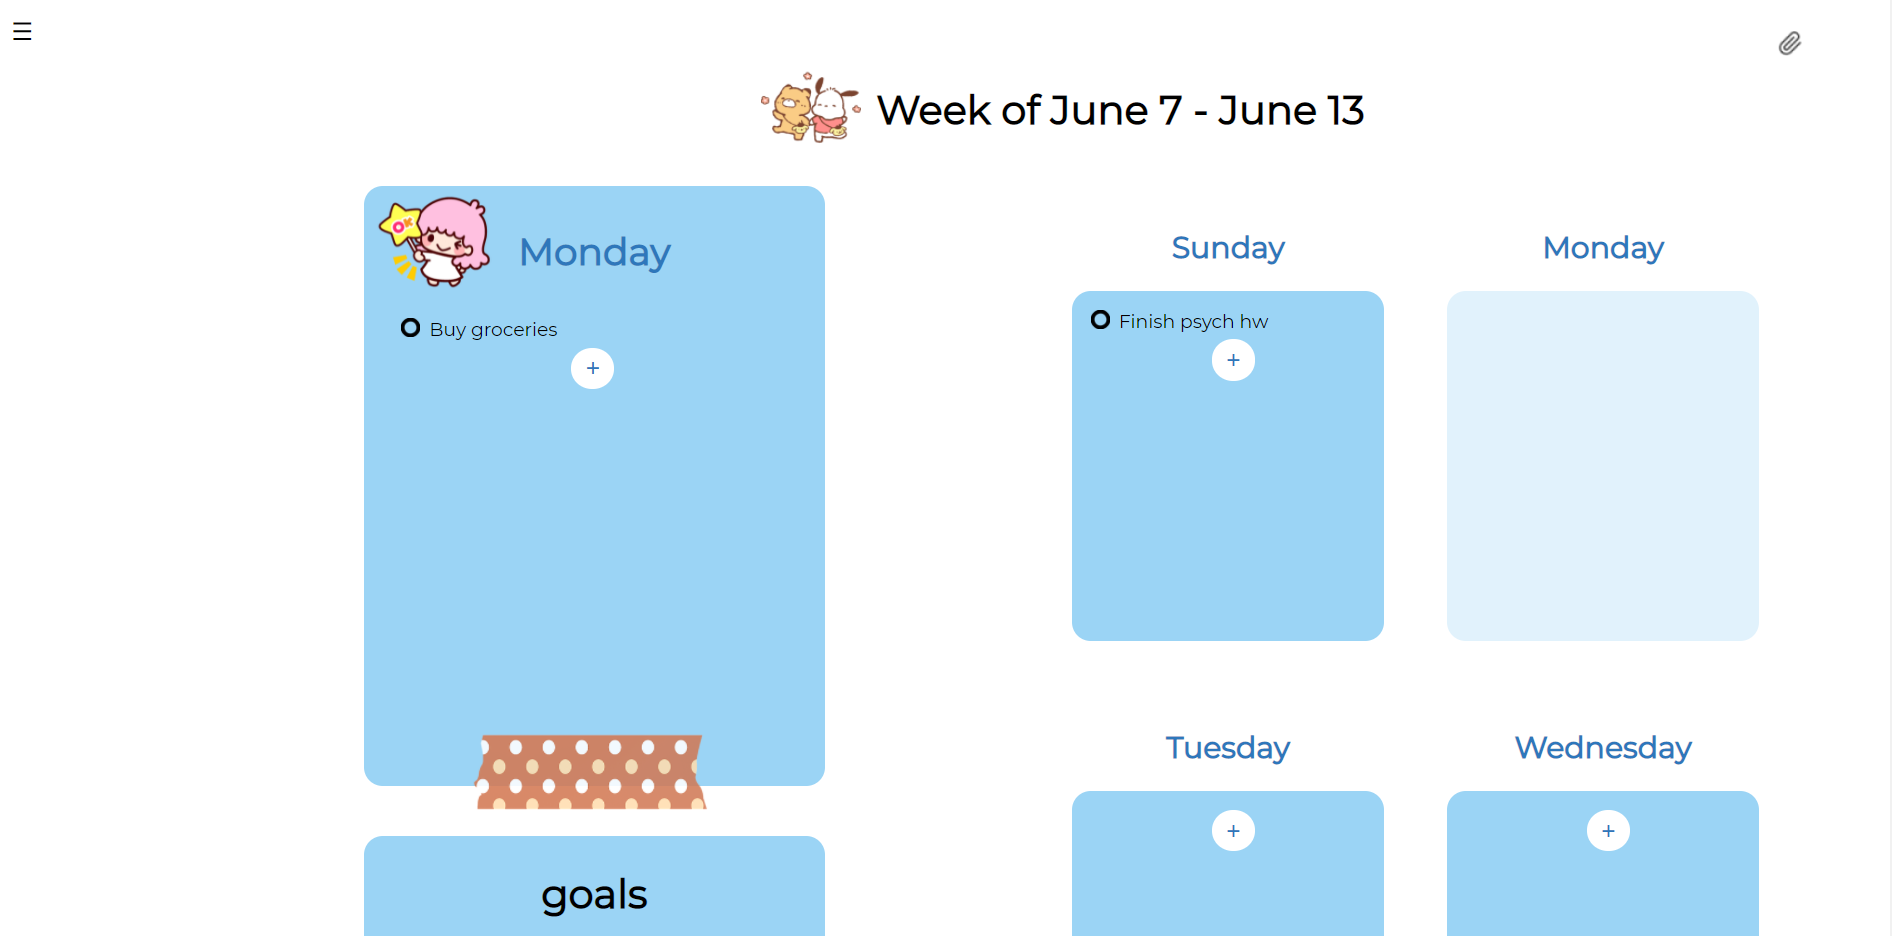 Week of June 7 - June 13
Monday
Buy groceries
+
goals
Sunday
Monday
Finish psych hw
+
Tuesday
Wednesday
+
+